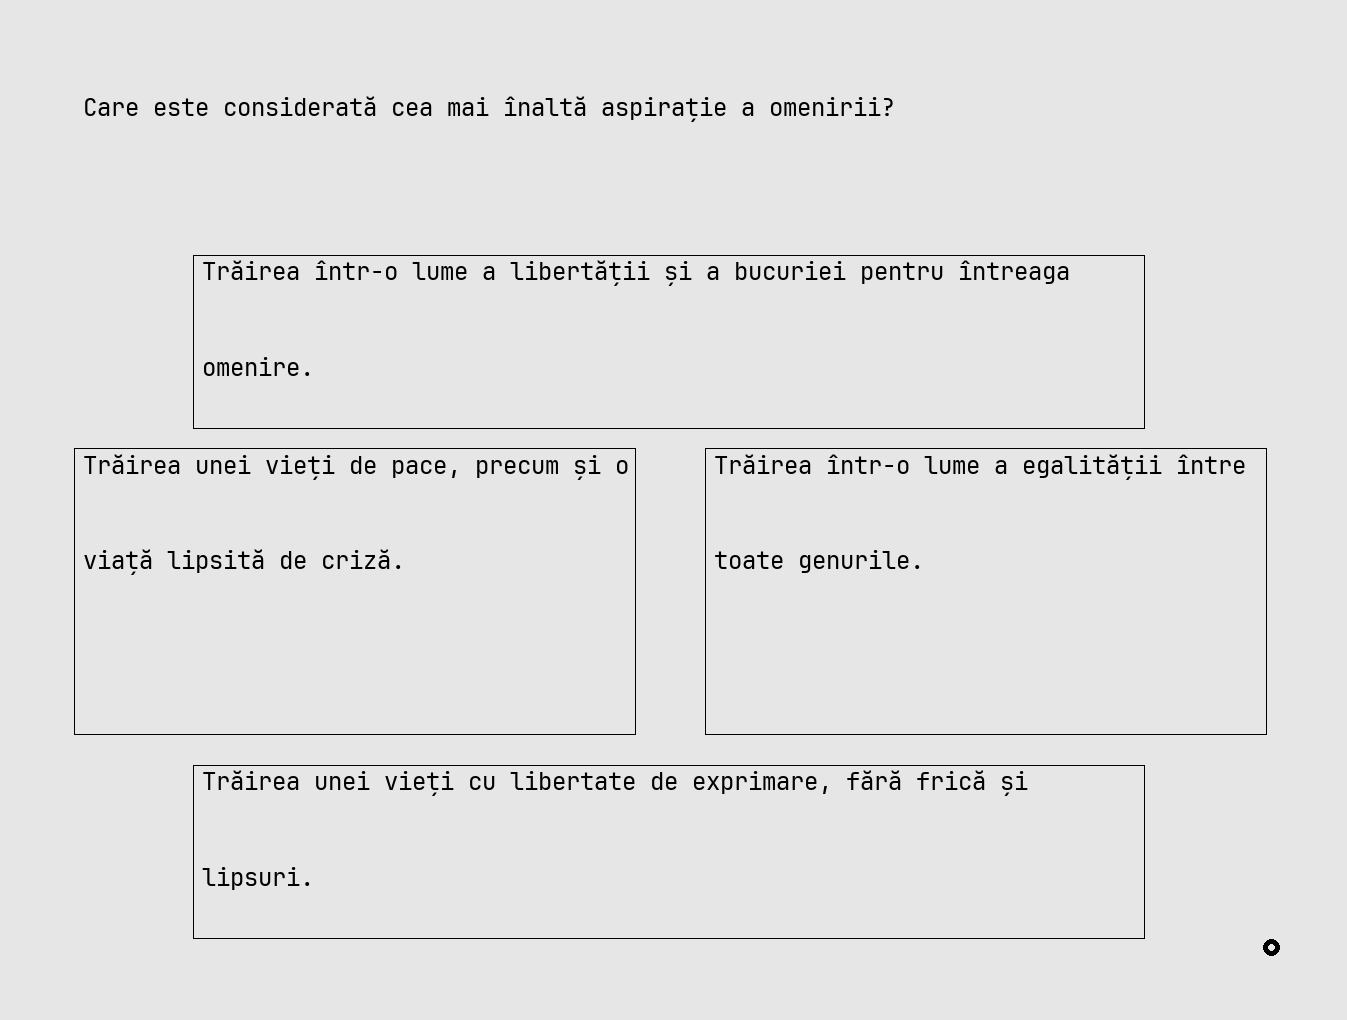 Care este considerată cea mai înaltă aspirație a omenirii?
Trăirea într-o lume a libertății și a bucuriei pentru întreaga
omenire.
Trăirea unei vieți de pace, precum și o
viață lipsită de criză.
Trăirea într-o lume a egalității între
toate genurile.
Trăirea unei vieți cu libertate de exprimare, fără frică și
lipsuri.